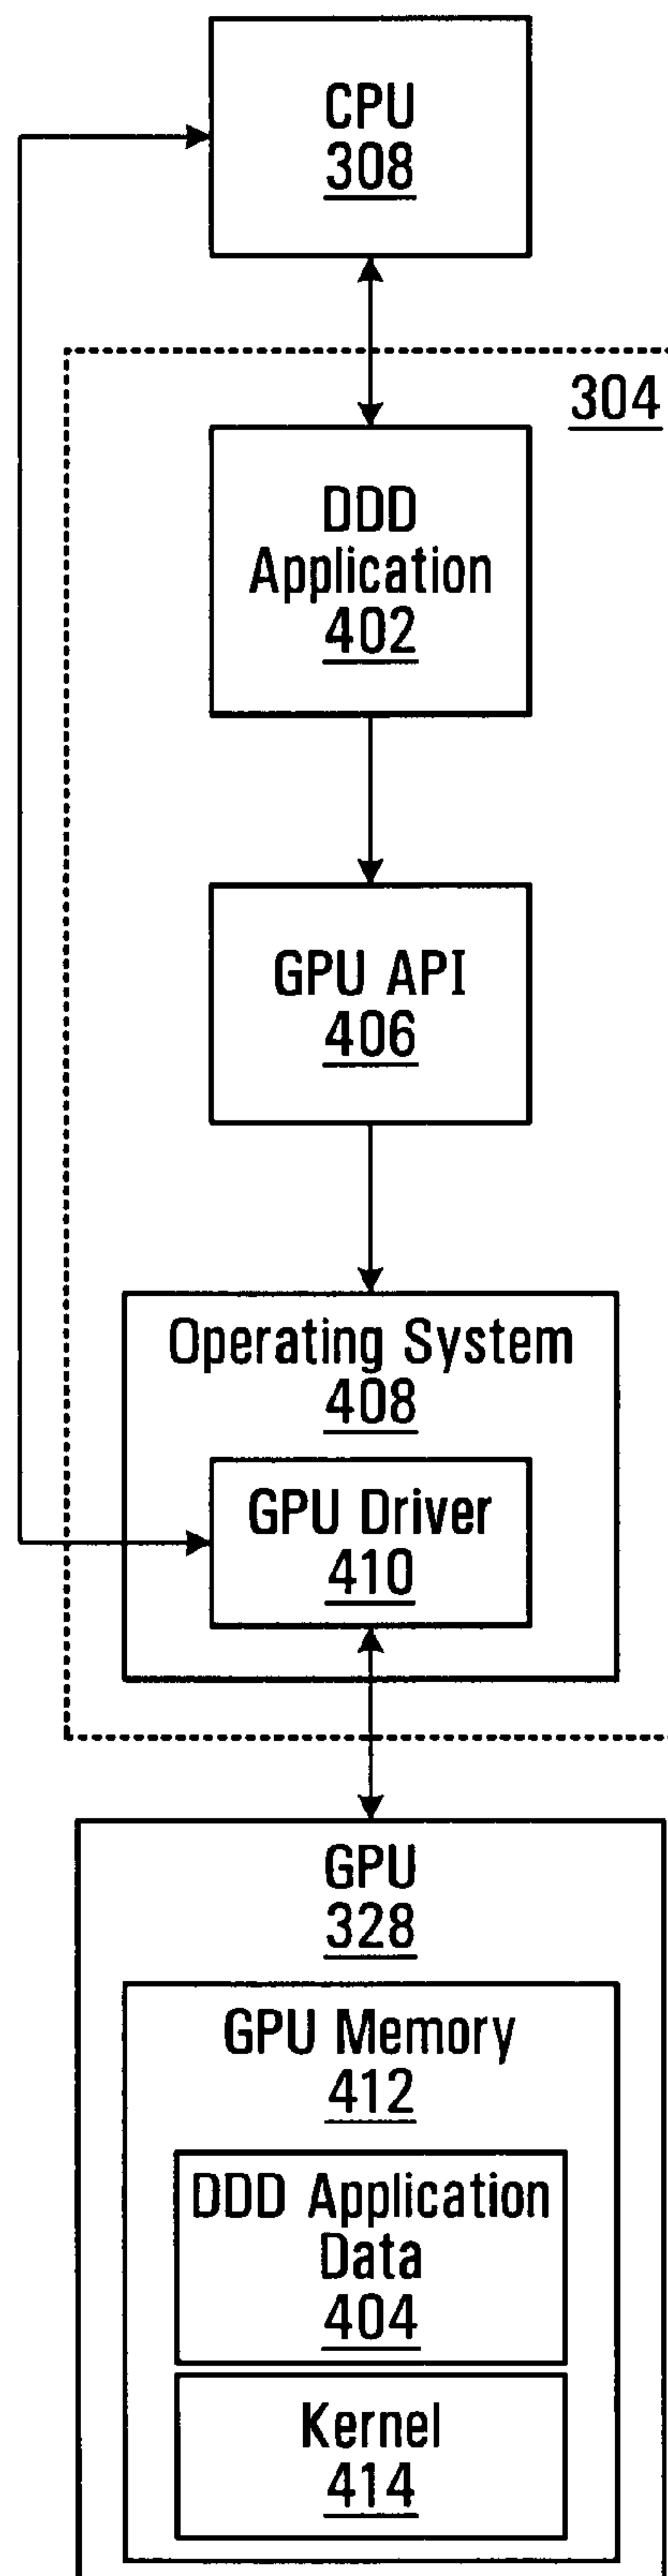 CPU
308
304
DDD
Application
402
GPU API
406
Operating System
408
GPU Driver
410
GPU
328
GPU Memory
412
DDD Application
Data
404
Kernel
414